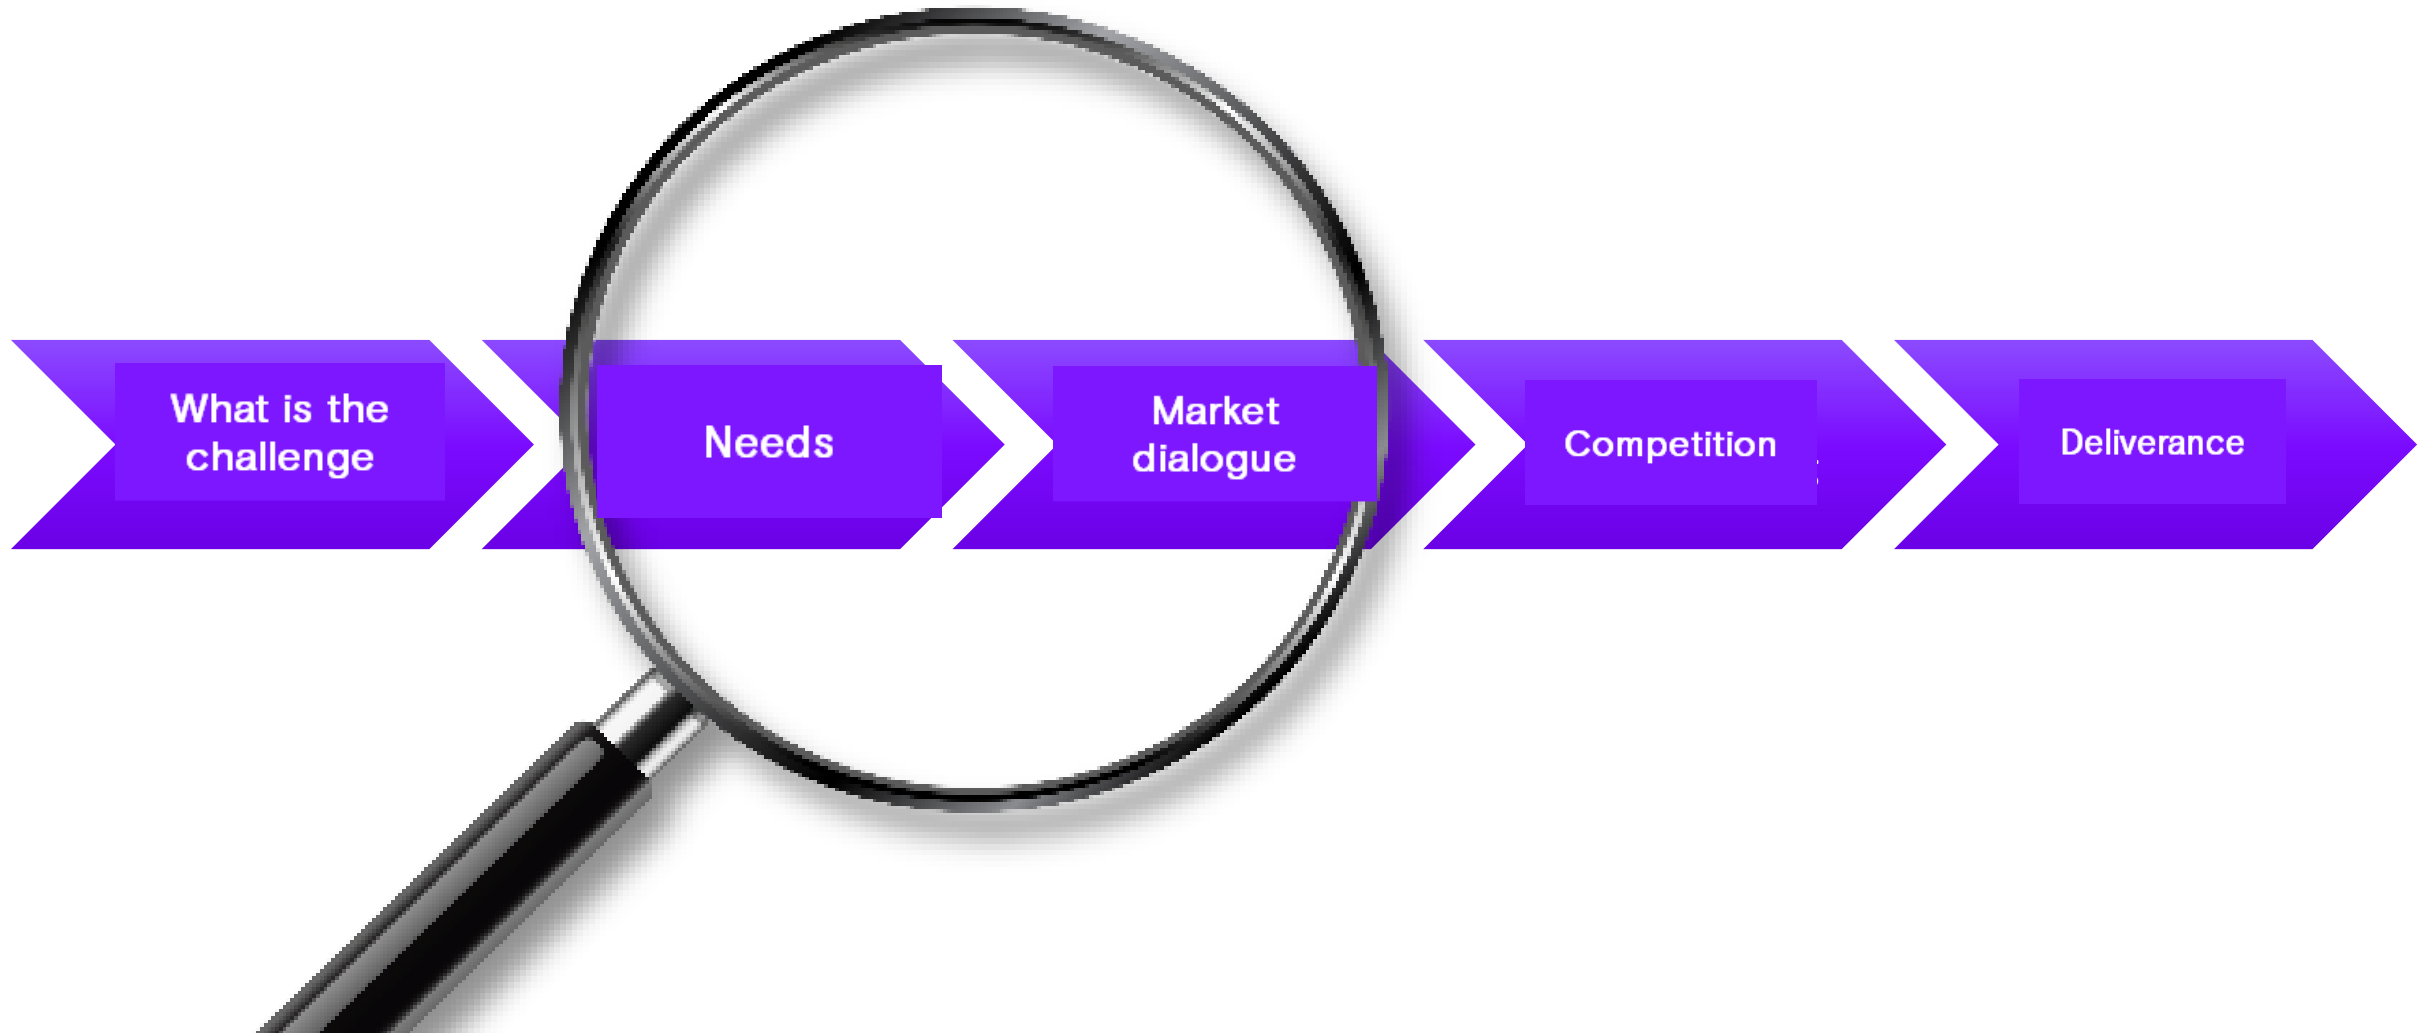 What is the
challenge
Needs
Market
dialogue
Competition
Deliverance